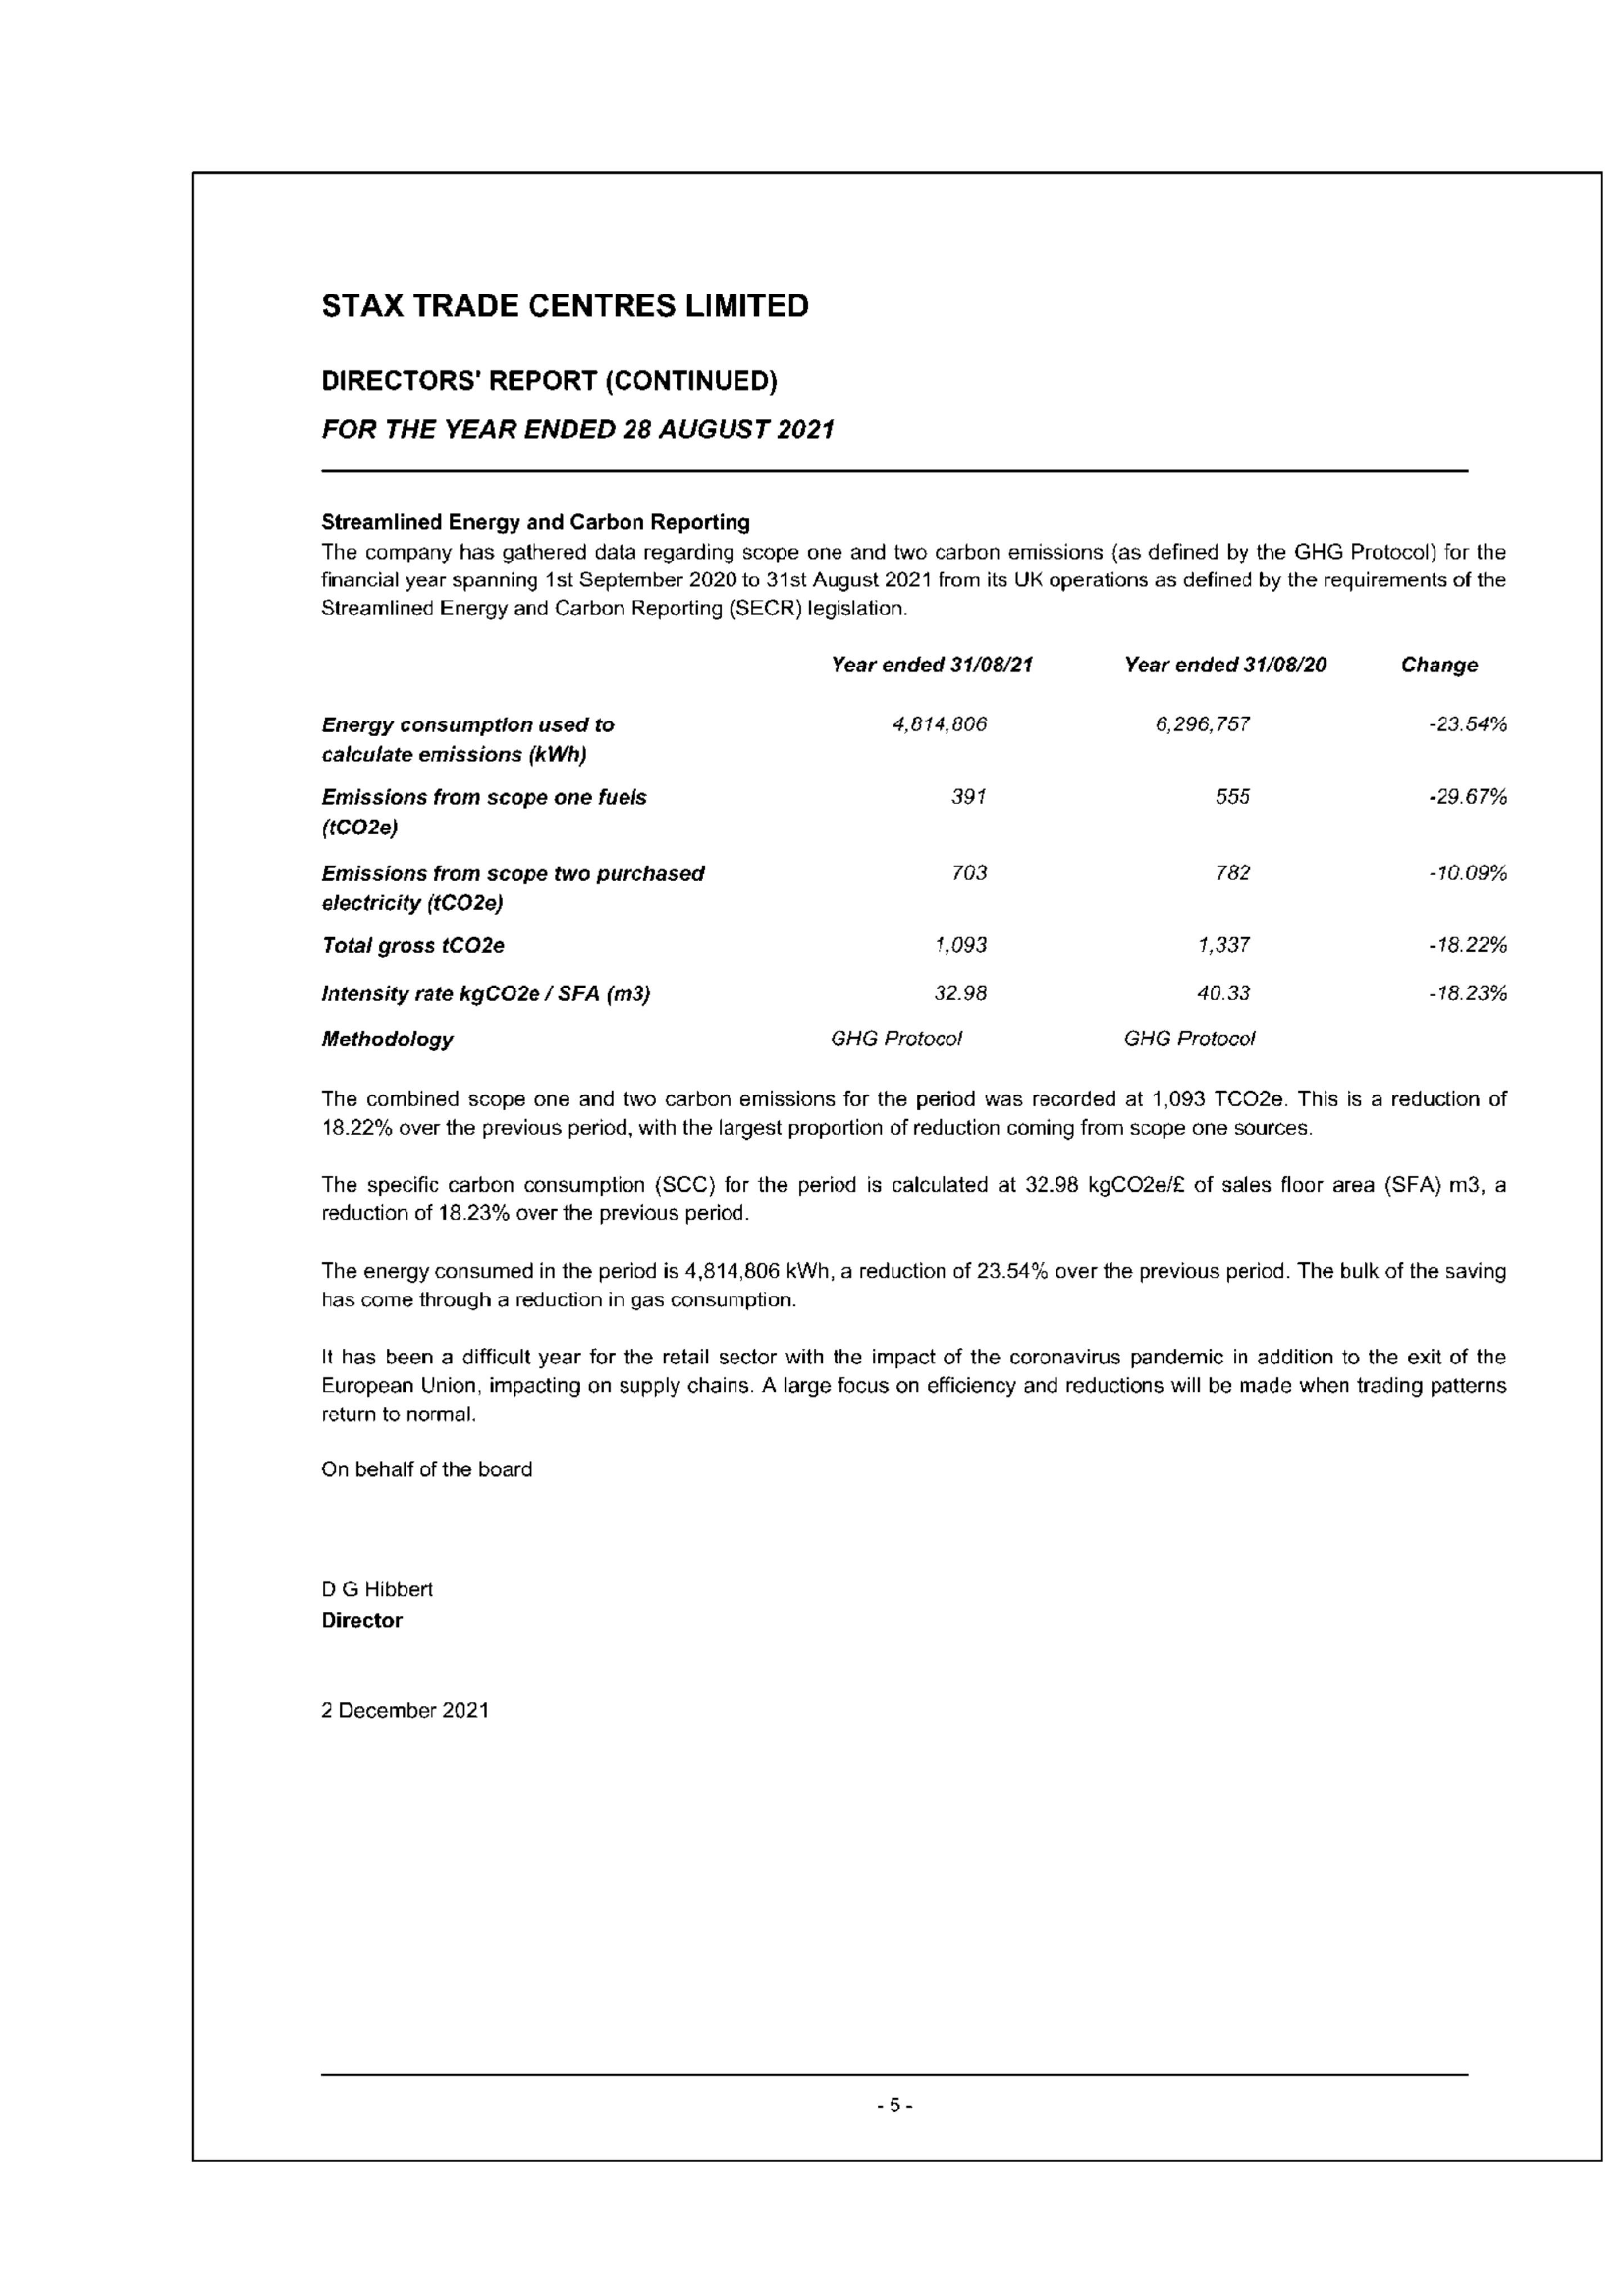 STAX TRADE CENTRES LIMITED
DIRECTORS' REPORT (CONTINUED)
FOR THE YEAR ENDED 28 AUGUST 2021
Streamlined Energy and Carbon Reporting
The company has gathered data regarding scope one and two carbon emissions (as defined by the GHG Protocol) for the
financial year spanning 1st September 2020 to 31st August 2021 from its UK operations as defined by the requirements of the
Streamlined Energy and Carbon Reporting (SECR) legislation.
Year ended 31/08/21 Year ended 31/08/20 Change
Energy consumption used to 4,814,806 6,296,757 -23.54%
calculate emissions (kWh)
Emissions from scope one fuels 391 555 -29.67%
(tCO2e)
Emissions from scope two purchased 703 782 -10.09%
electricity (tCO2e)
Total gross tCO2e 1,093 1,337 -18.22%
Intensity rate kgCO2e / SFA (m3) 32.98 40.33 -18.23%
Methodology GHG Protocol GHG Protocol
The combined scope one and two carbon emissions for the period was recorded at 1,093 TCO2e. This is a reduction of
18.22% over the previous period, with the largest proportion of reduction coming from scope one sources.
The specific carbon consumption (SCC) for the period is calculated at 32.98 kgCO2e/£ of sales floor area (SFA) m3, a
reduction of 18.23% over the previous period.
The energy consumed in the period is 4,814,806 kWh, a reduction of 23.54% over the previous period. The bulk of the saving
has come through a reduction in gas consumption.
It has been a difficult year for the retail sector with the impact of the coronavirus pandemic in addition to the exit of the
European Union, impacting on supply chains. A large focus on efficiency and reductions will be made when trading patterns
return to normal.
On behalf of the board
D G Hibbert
Director
2 December 2021
- 5 -